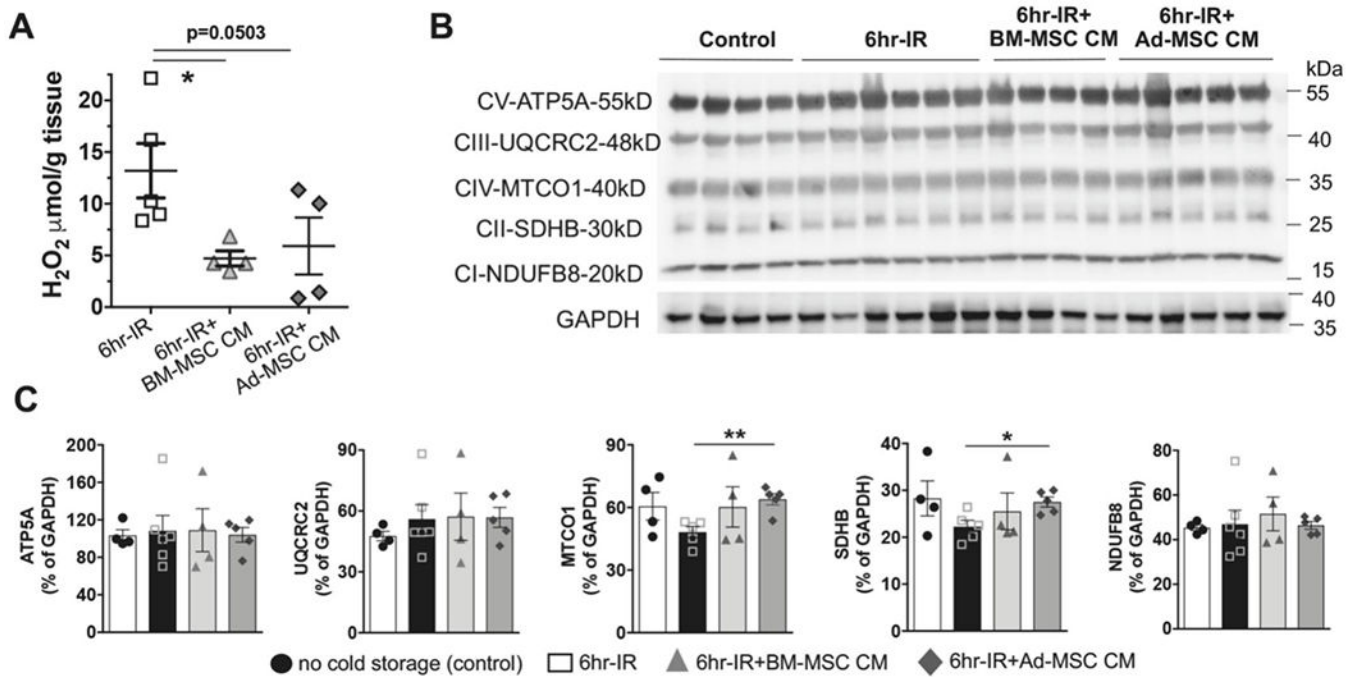 A
p=0.0503
*
H₂O₂ μmol/g tissue
20
15
10
5
0
6hr-IR
6hr-IR+
BM-MSC CM
6hr-IR+
Ad-MSC CM
B
Control
6hr-IR
6hr-IR+
BM-MSC CM
6hr-IR+
Ad-MSC CM
kDa
CV-ATP5A-55kD
CIII-UQCRC2-48kD
CIV-MTCO1-40kD
CII-SDHB-30kD
CI-NDUFB8-20kD
GAPDH
55
40
35
25
15
40
35
C
ATP5A
(% of GAPDH)
200
160
120
80
40
0
UQCRC2
(% of GAPDH)
90
60
30
0
MTCO1
(% of GAPDH)
90
60
30
0
**
SDHB
(% of GAPDH)
40
30
20
10
0
*
NDUFB8
(% of GAPDH)
80
60
40
20
0
no cold storage (control)
6hr-IR
6hr-IR+BM-MSC CM
6hr-IR+Ad-MSC CM